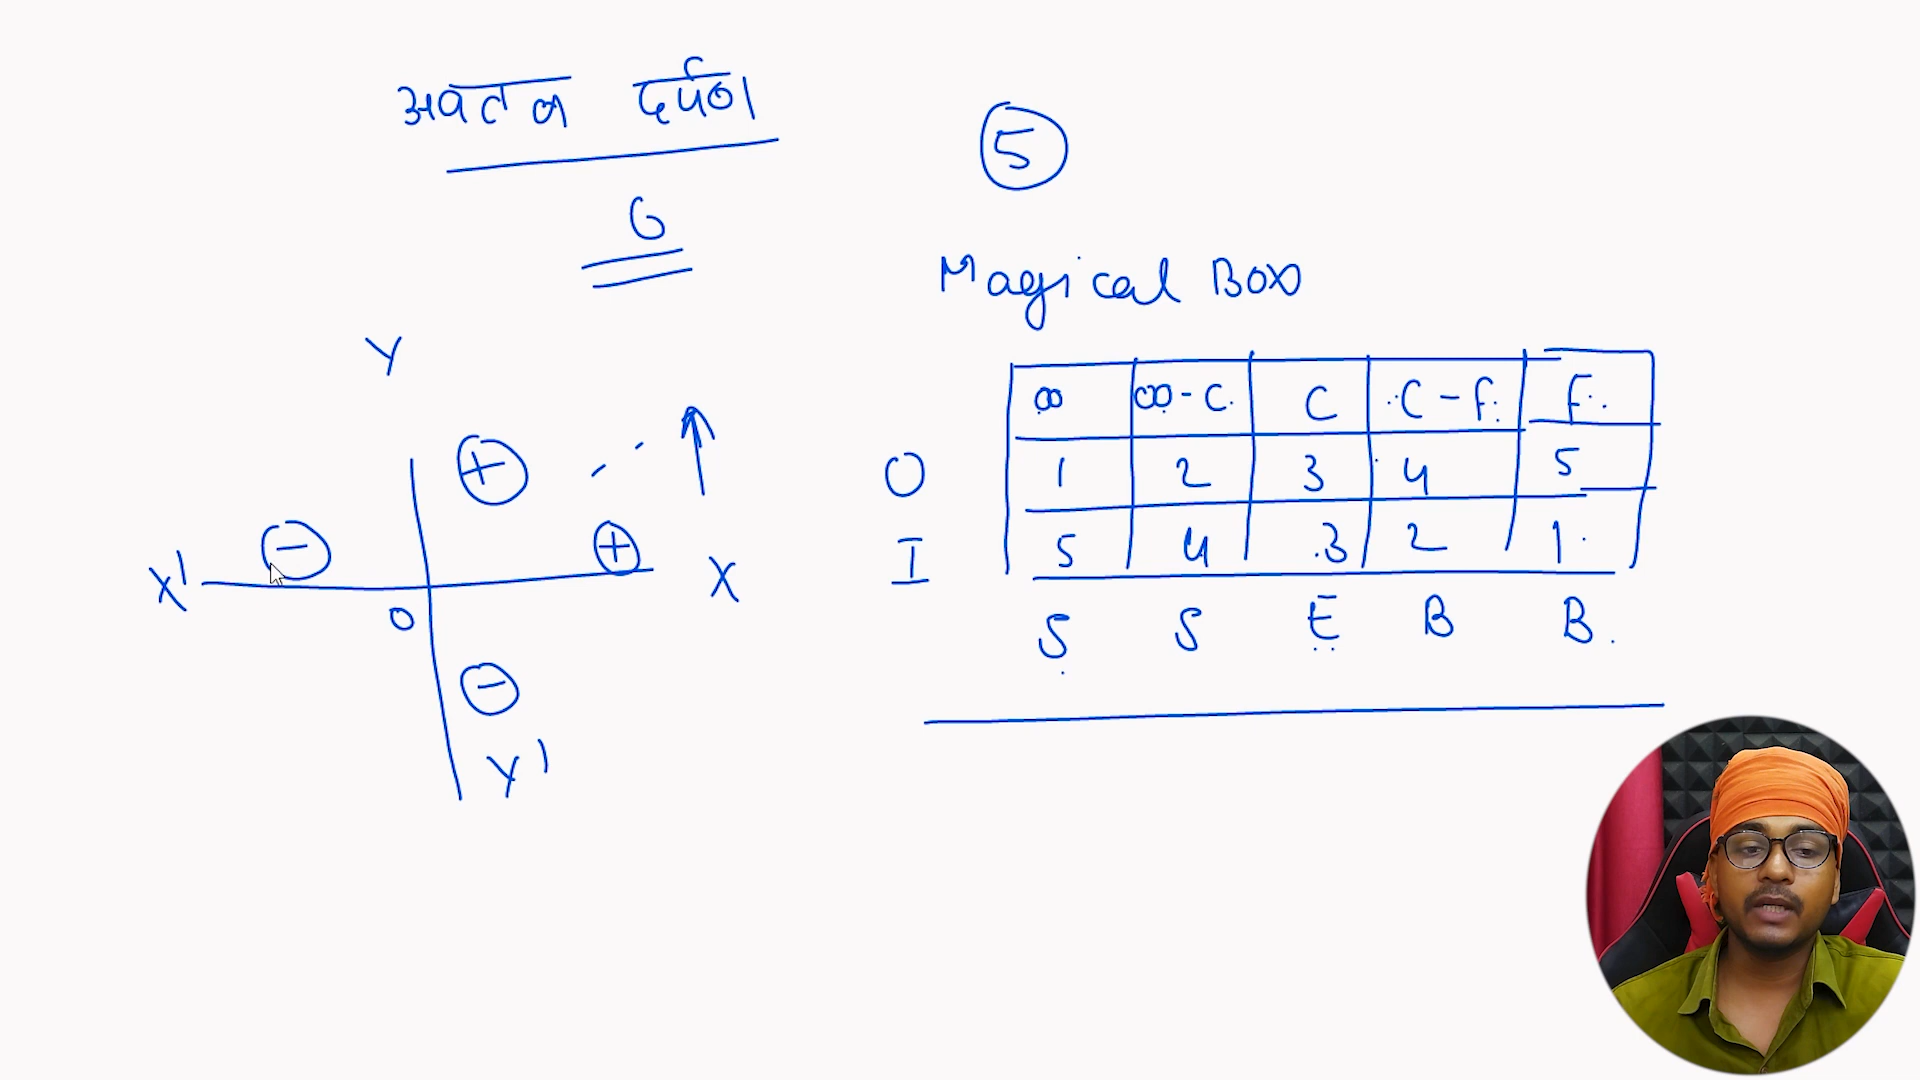 अवतल दर्पण
6
5
Magical Box
∞ ∞-C. C .C-F. F.
O 1 2 3 4 5
I 5 4 .3 2 1.
S S E B B.
Y
+
-
+
X'
X
O
-
Y'